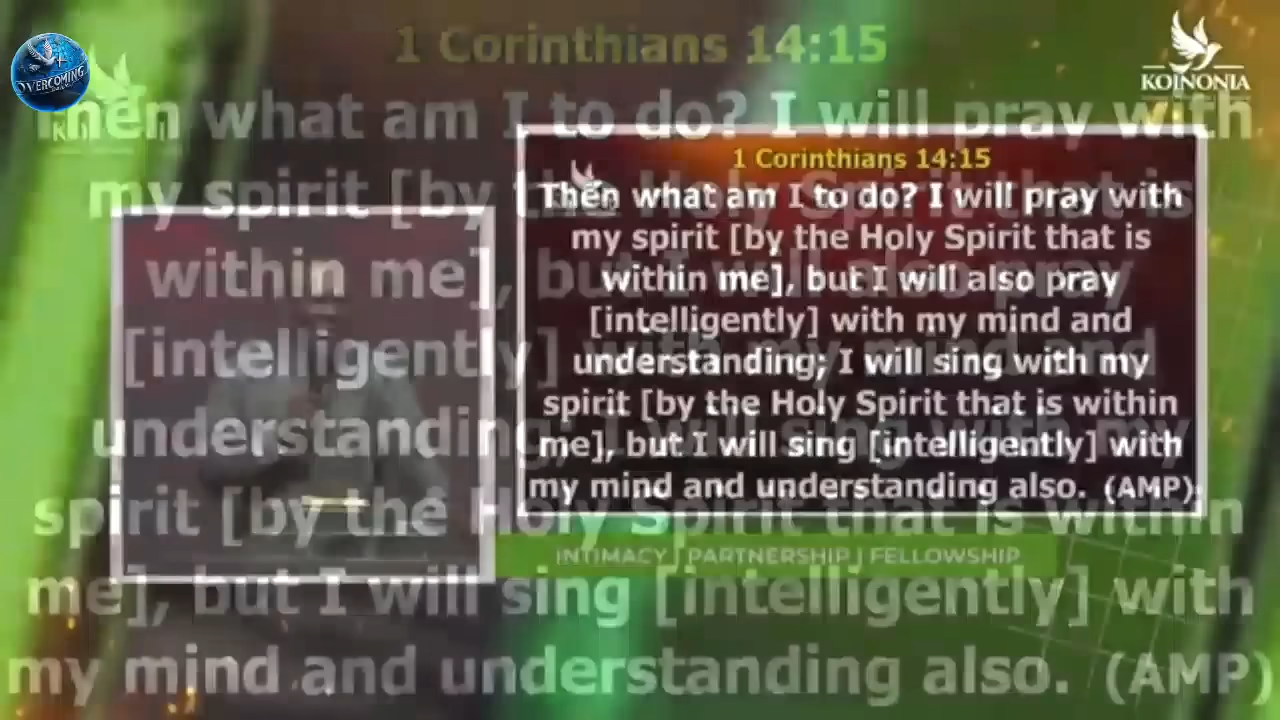 1 Corinthians 14:15
OVERCOMING
KOINONIA
Then what am I to do? I will pray with
my spirit [by the Holy Spirit that is
within me], but I will also pray
[intelligently] with my mind and
understanding; I will sing with my
spirit [by the Holy Spirit that is within
me], but I will sing [intelligently] with
my mind and understanding also. (AMP)
1 Corinthians 14:15
Then what am I to do? I will pray with
my spirit [by the Holy Spirit that is
within me], but I will also pray
[intelligently] with my mind and
understanding; I will sing with my
spirit [by the Holy Spirit that is within
me], but I will sing [intelligently] with
my mind and understanding also. (AMP)
INTIMACY | PARTNERSHIP | FELLOWSHIP